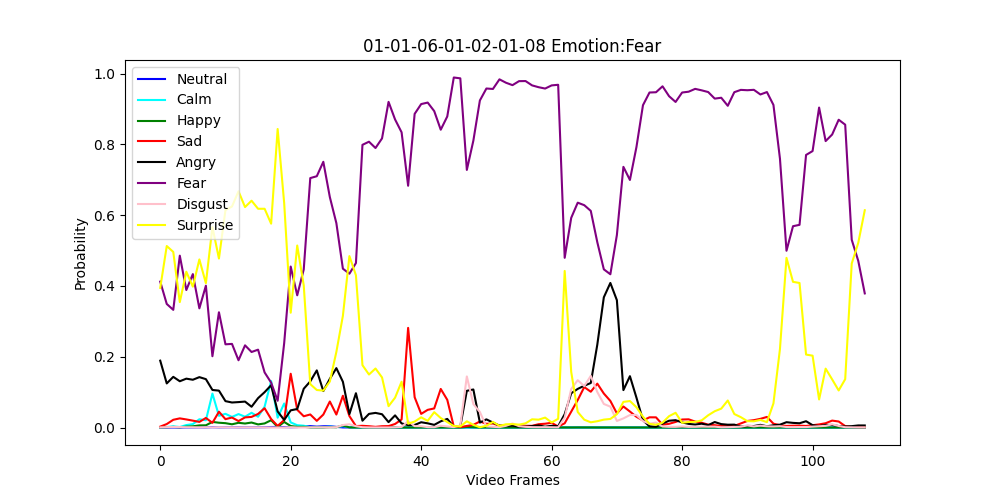 01-01-06-01-02-01-08 Emotion:Fear
Neutral
Calm
Happy
Sad
Angry
Fear
Disgust
Surprise
Probability
1.0
0.8
0.6
0.4
0.2
0.0
0 20 40 60 80 100
Video Frames